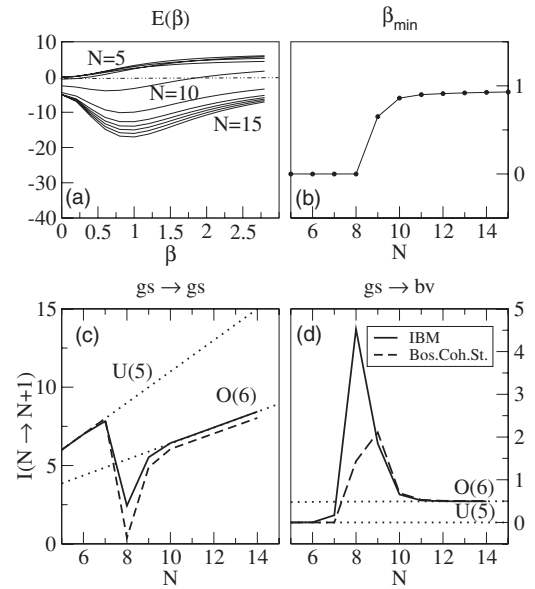 E(β)
β_min
10
0
-10
-20
-30
-40
N=5
N=10
N=15
(a)
0 0.5 1 1.5 2 2.5
β
1
0
(b)
6 8 10 12 14
N
gs → gs
gs → bv
I(N → N+1)
15
10
5
0
(c)
U(5)
O(6)
6 8 10 12 14
N
(d)
IBM
Bos.Coh.St.
5
4
3
2
1
0
O(6)
U(5)
6 8 10 12 14
N